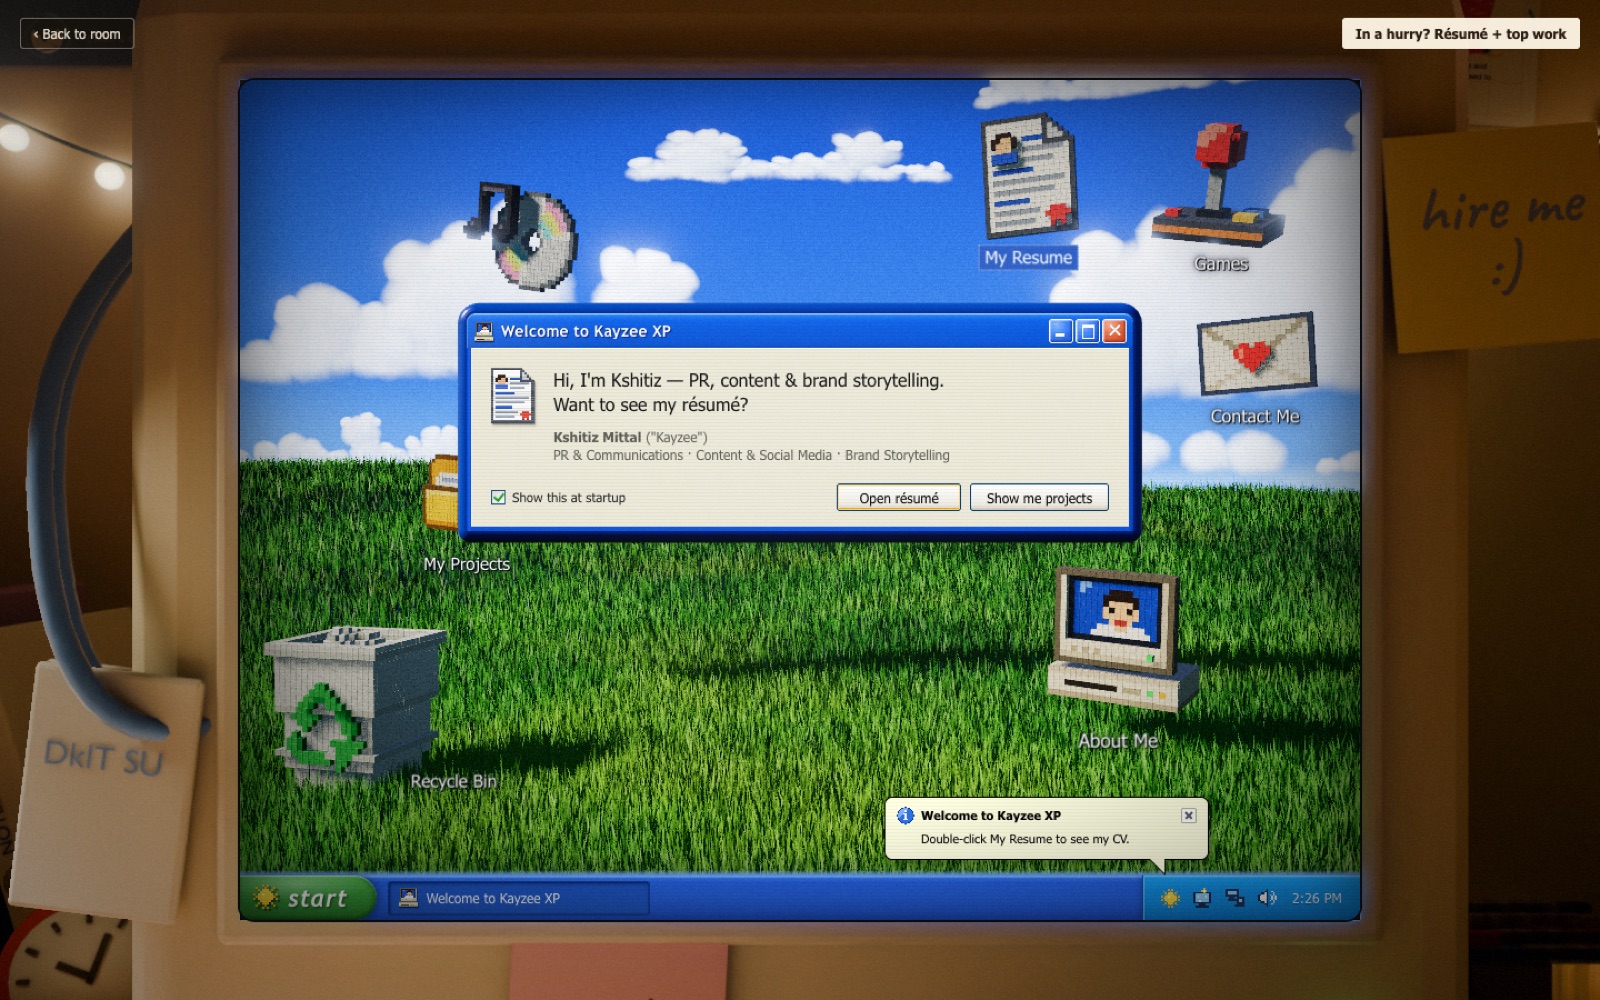 ‹ Back to room
In a hurry? Résumé + top work
hire me
:)
My Resume
Games
Contact Me
Welcome to Kayzee XP
Hi, I'm Kshitiz — PR, content & brand storytelling.
Want to see my résumé?
Kshitiz Mittal ("Kayzee")
PR & Communications · Content & Social Media · Brand Storytelling
Show this at startup
Open résumé
Show me projects
My Projects
About Me
Recycle Bin
DkIT SU
Welcome to Kayzee XP
Double-click My Resume to see my CV.
start
Welcome to Kayzee XP
2:26 PM